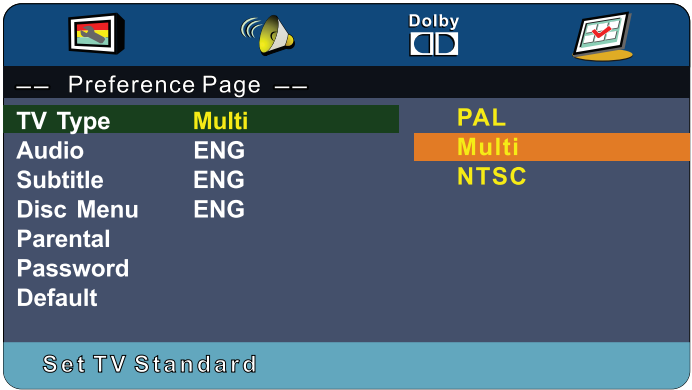 Dolby
–– Preference Page ––
TV Type Multi
Audio ENG
Subtitle ENG
Disc Menu ENG
Parental
Password
Default
PAL
Multi
NTSC
Set TV Standard